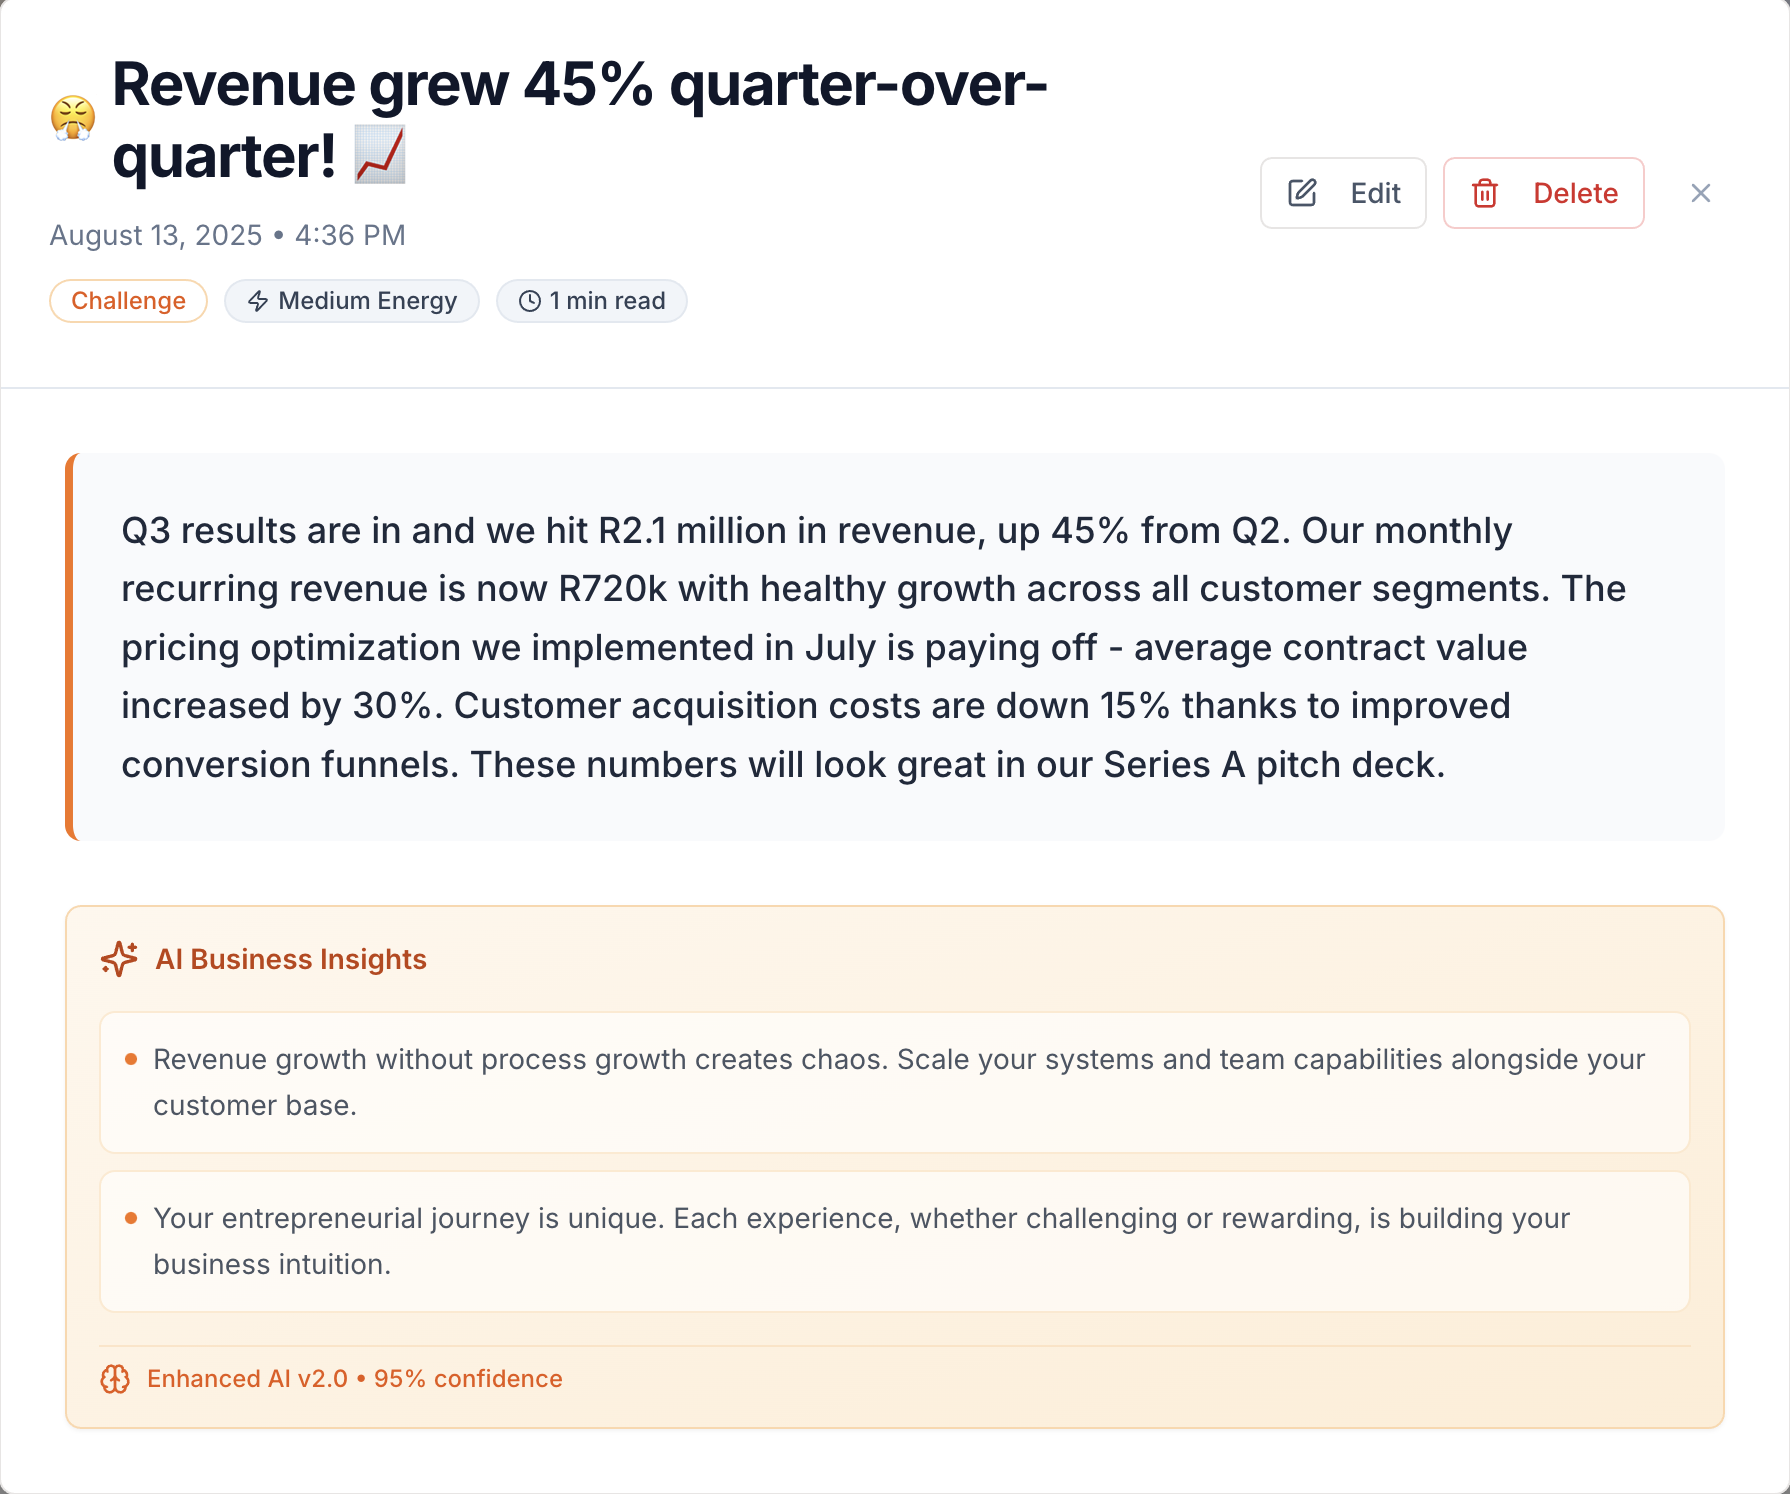 😤 Revenue grew 45% quarter-over-
quarter! 📈
August 13, 2025 • 4:36 PM
Edit
Delete
Challenge
Medium Energy
1 min read
Q3 results are in and we hit R2.1 million in revenue, up 45% from Q2. Our monthly
recurring revenue is now R720k with healthy growth across all customer segments. The
pricing optimization we implemented in July is paying off - average contract value
increased by 30%. Customer acquisition costs are down 15% thanks to improved
conversion funnels. These numbers will look great in our Series A pitch deck.
AI Business Insights
• Revenue growth without process growth creates chaos. Scale your systems and team capabilities alongside your
customer base.
• Your entrepreneurial journey is unique. Each experience, whether challenging or rewarding, is building your
business intuition.
Enhanced AI v2.0 • 95% confidence